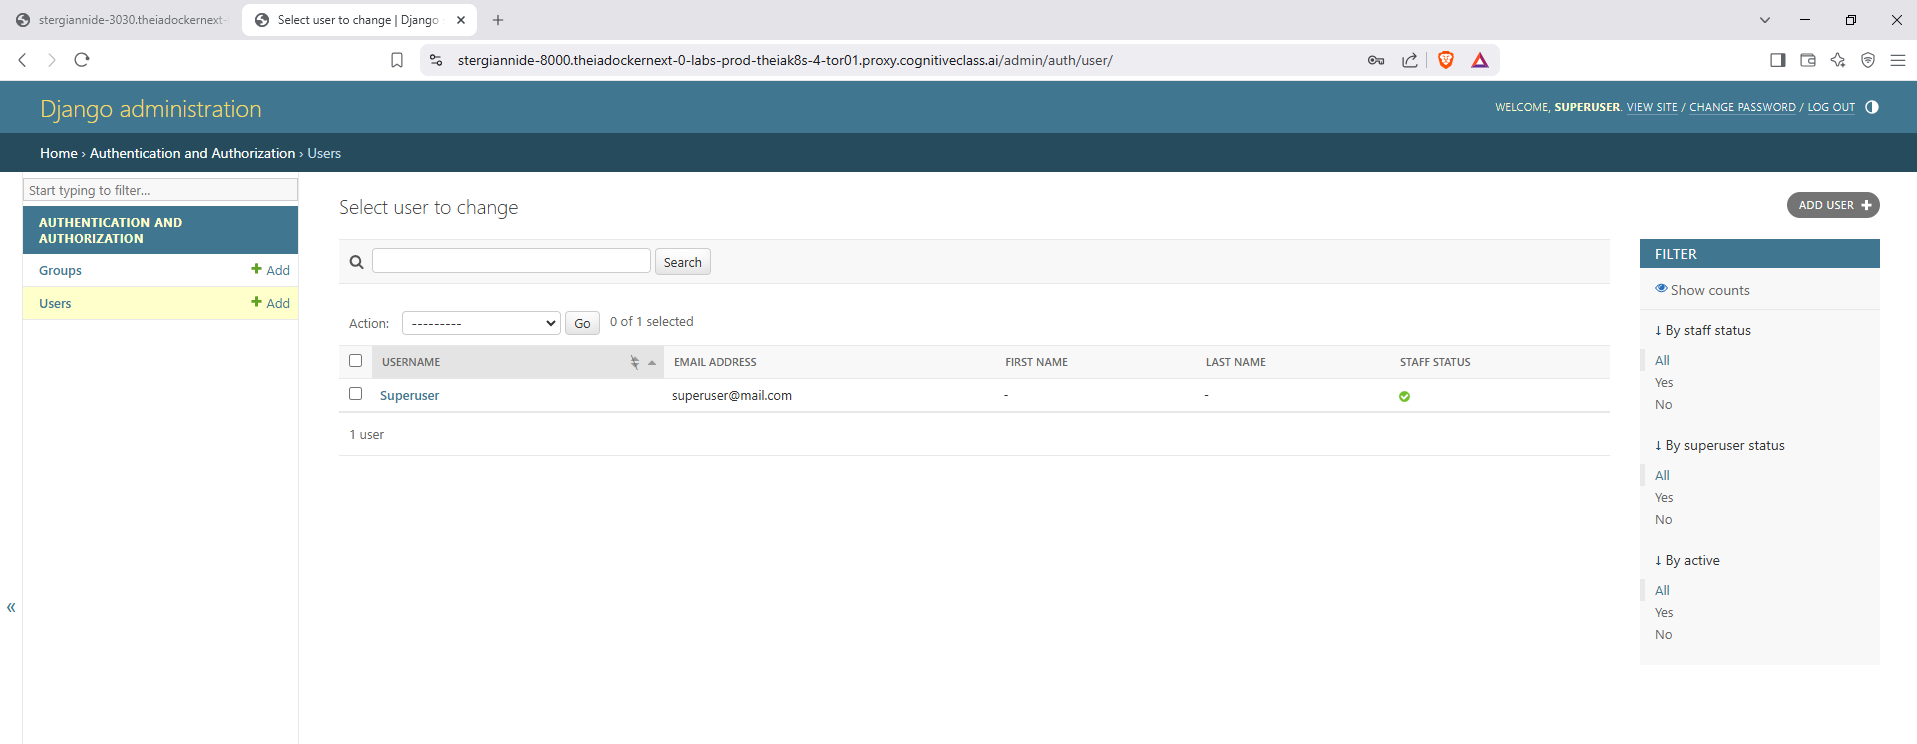 stergiannide-3030.theiadockernext-
Select user to change | Django
stergiannide-8000.theiadockernext-0-labs-prod-theiak8s-4-tor01.proxy.cognitiveclass.ai/admin/auth/user/
Django administration
WELCOME, SUPERUSER. VIEW SITE / CHANGE PASSWORD / LOG OUT
Home › Authentication and Authorization › Users
Start typing to filter...
AUTHENTICATION AND
AUTHORIZATION
Groups
Add
Users
Add
«
Select user to change
ADD USER
Search
Action:
---------
Go
0 of 1 selected
USERNAME
EMAIL ADDRESS
FIRST NAME
LAST NAME
STAFF STATUS
Superuser
superuser@mail.com
-
-
1 user
FILTER
Show counts
↓ By staff status
All
Yes
No
↓ By superuser status
All
Yes
No
↓ By active
All
Yes
No